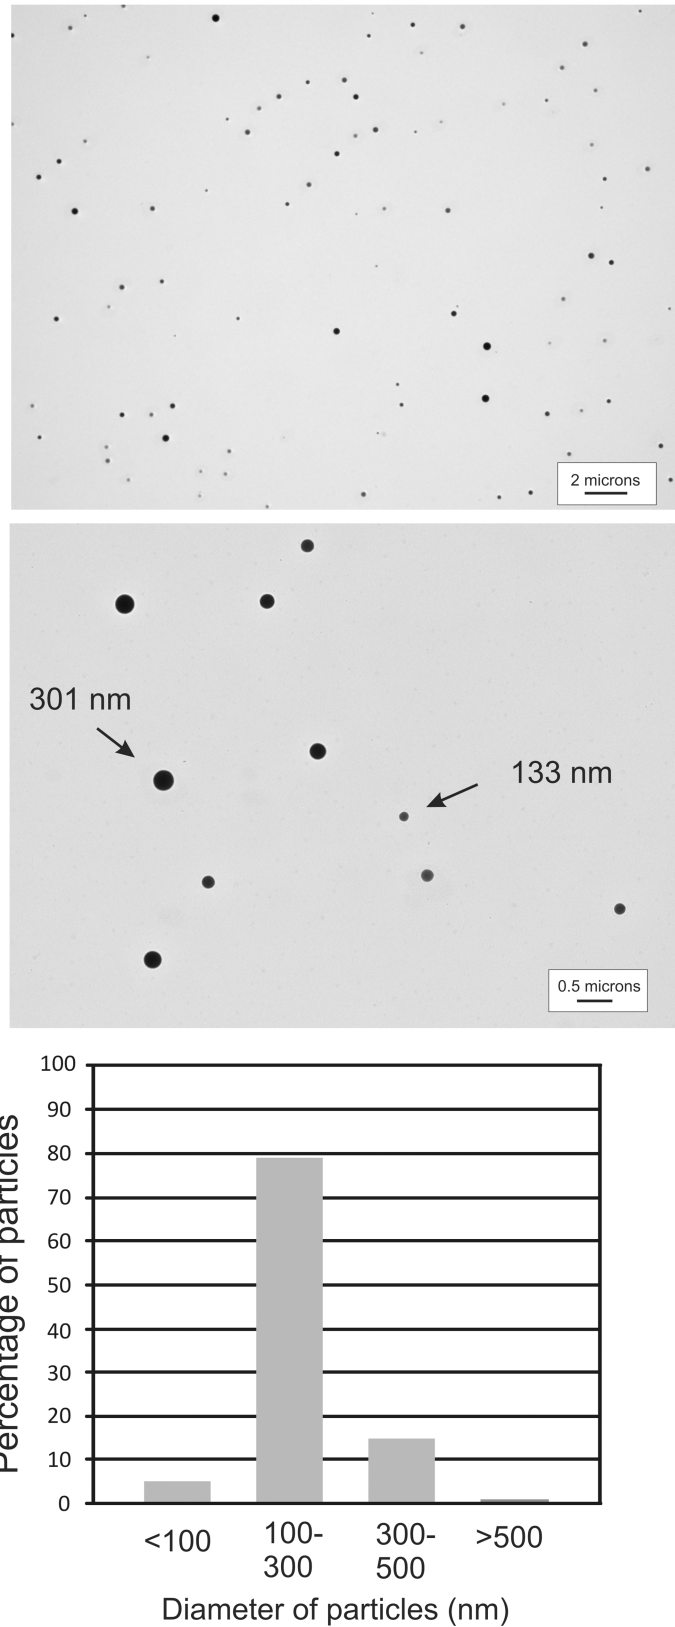 2 microns
301 nm
133 nm
0.5 microns
100
90
80
70
60
50
40
30
20
10
0
Percentage of particles
<100
100-
300
300-
500
>500
Diameter of particles (nm)